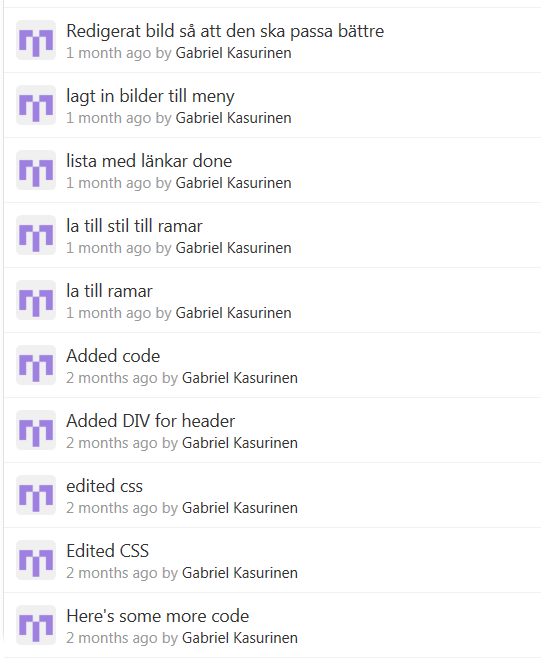 Redigerat bild så att den ska passa bättre
1 month ago by Gabriel Kasurinen
lagt in bilder till meny
1 month ago by Gabriel Kasurinen
lista med länkar done
1 month ago by Gabriel Kasurinen
la till stil till ramar
1 month ago by Gabriel Kasurinen
la till ramar
1 month ago by Gabriel Kasurinen
Added code
2 months ago by Gabriel Kasurinen
Added DIV for header
2 months ago by Gabriel Kasurinen
edited css
2 months ago by Gabriel Kasurinen
Edited CSS
2 months ago by Gabriel Kasurinen
Here's some more code
2 months ago by Gabriel Kasurinen